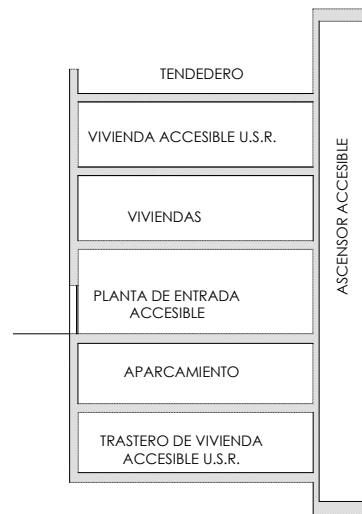 TENDEDERO
VIVIENDA ACCESIBLE U.S.R.
VIVIENDAS
PLANTA DE ENTRADA
ACCESIBLE
APARCAMIENTO
TRASTERO DE VIVIENDA
ACCESIBLE U.S.R.
ASCENSOR ACCESIBLE